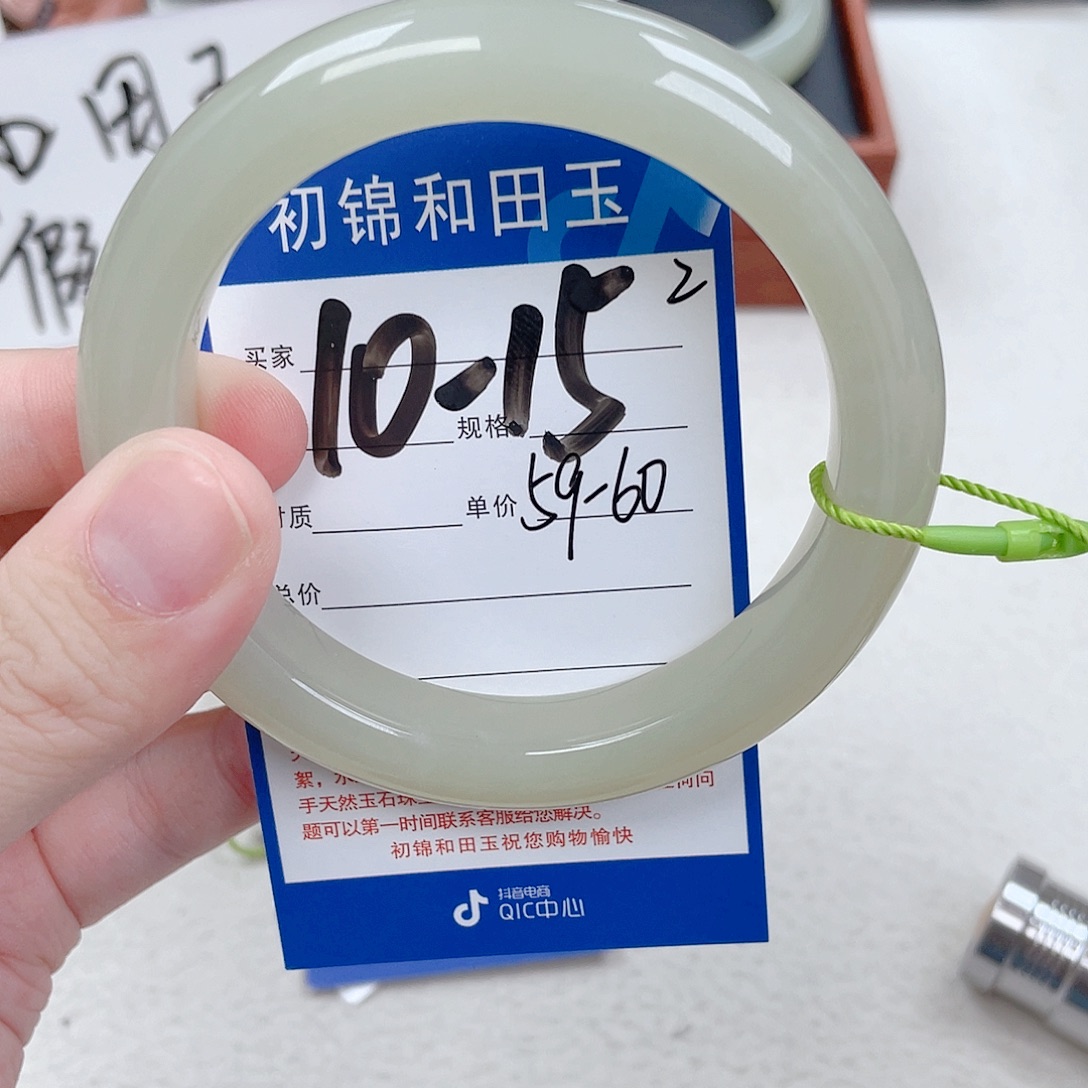 田
假
初锦和田玉
10-15 2
买家
规格
质 单价 59-60
总价
絮，
手天然玉石珠
题可以第一时间联系客服给您解决。
初锦和田玉祝您购物愉快
抖音电商
QIC中心